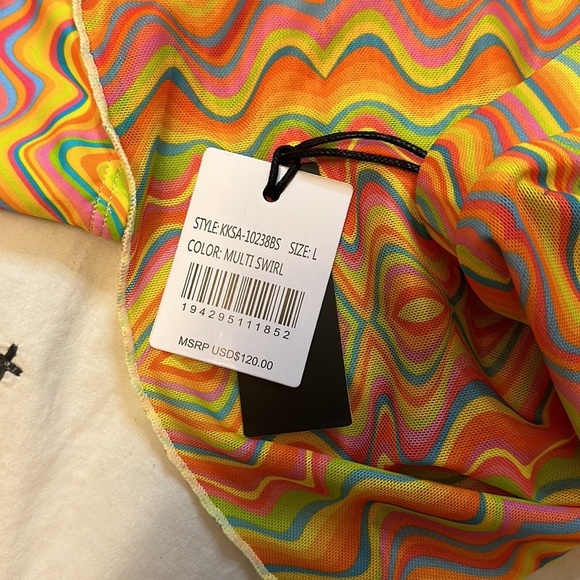 STYLE: KKSA-10238BS SIZE: L
COLOR: MULTI SWIRL
194295111852
MSRP USD$120.00